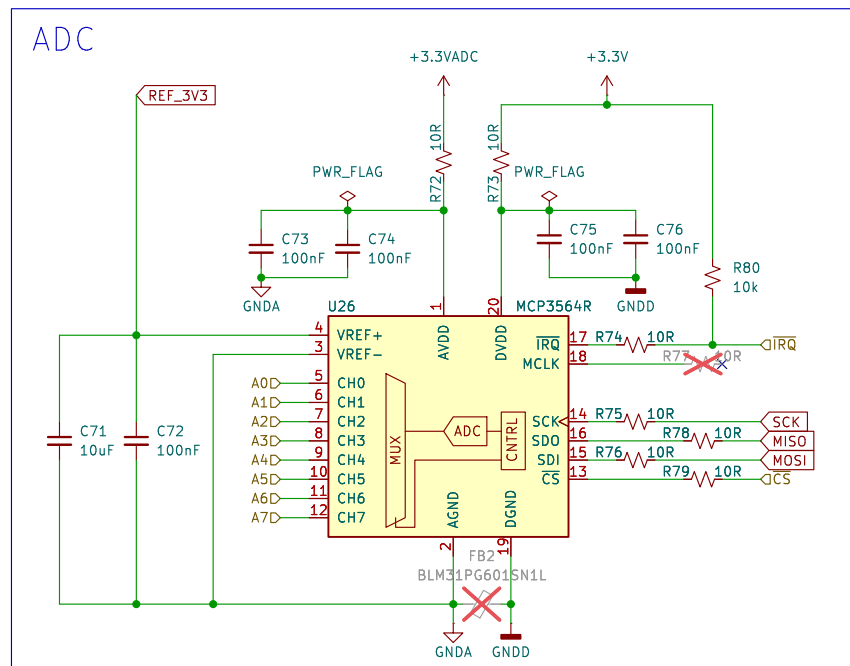 ADC
+3.3VADC
+3.3V
REF_3V3
10R
R72
10R
R73
PWR_FLAG
PWR_FLAG
C73
100nF
C74
100nF
C75
100nF
C76
100nF
R80
10k
GNDA
GNDD
U26
MCP3564R
1
20
AVDD
DVDD
4
VREF+
3
VREF-
5
CH0
A0
6
CH1
A1
7
CH2
A2
8
CH3
A3
9
CH4
A4
10
CH5
A5
11
CH6
A6
12
CH7
A7
MUX
ADC
CNTRL
IRQ
17
R74
10R
IRQ
MCLK
18
R77
10R
SCK
14
R75
10R
SCK
SDO
16
R78
10R
MISO
SDI
15
R76
10R
MOSI
CS
13
R79
10R
CS
C71
10uF
C72
100nF
AGND
DGND
2
19
FB2
BLM31PG601SN1L
GNDA
GNDD